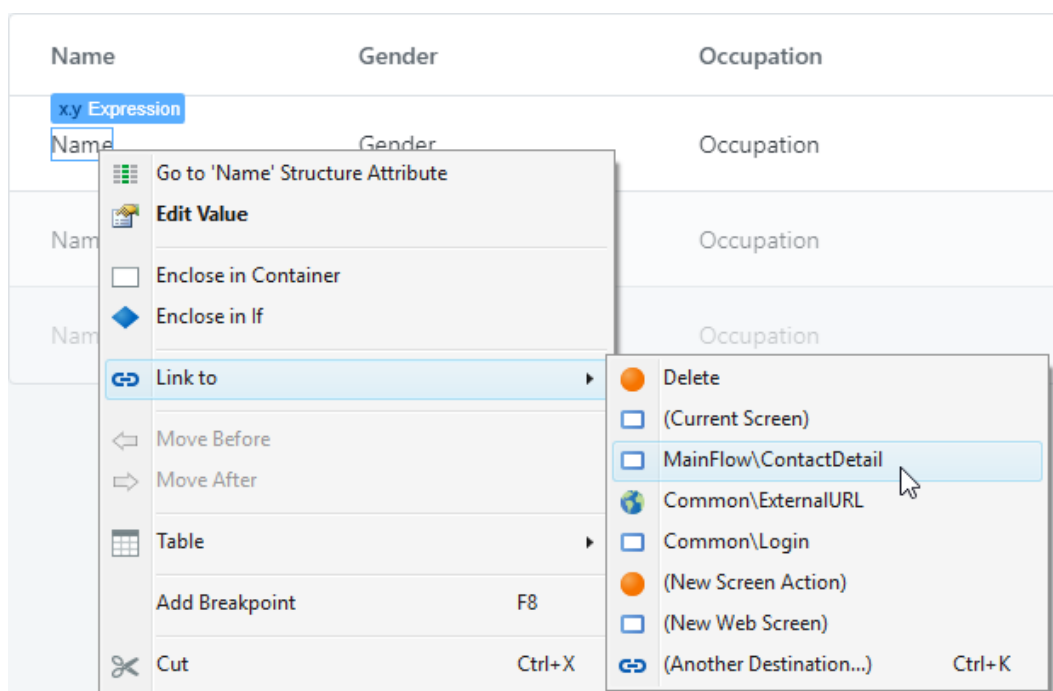 Name Gender Occupation
x.y Expression
Name Gender Occupation
Go to 'Name' Structure Attribute
Edit Value
Nam Occupation
Enclose in Container
Enclose in If
Nam Occupation
Link to
Delete
(Current Screen)
Move Before
MainFlow\ContactDetail
Move After
Common\ExternalURL
Table
Common\Login
(New Screen Action)
Add Breakpoint F8
(New Web Screen)
Cut Ctrl+X
(Another Destination...) Ctrl+K